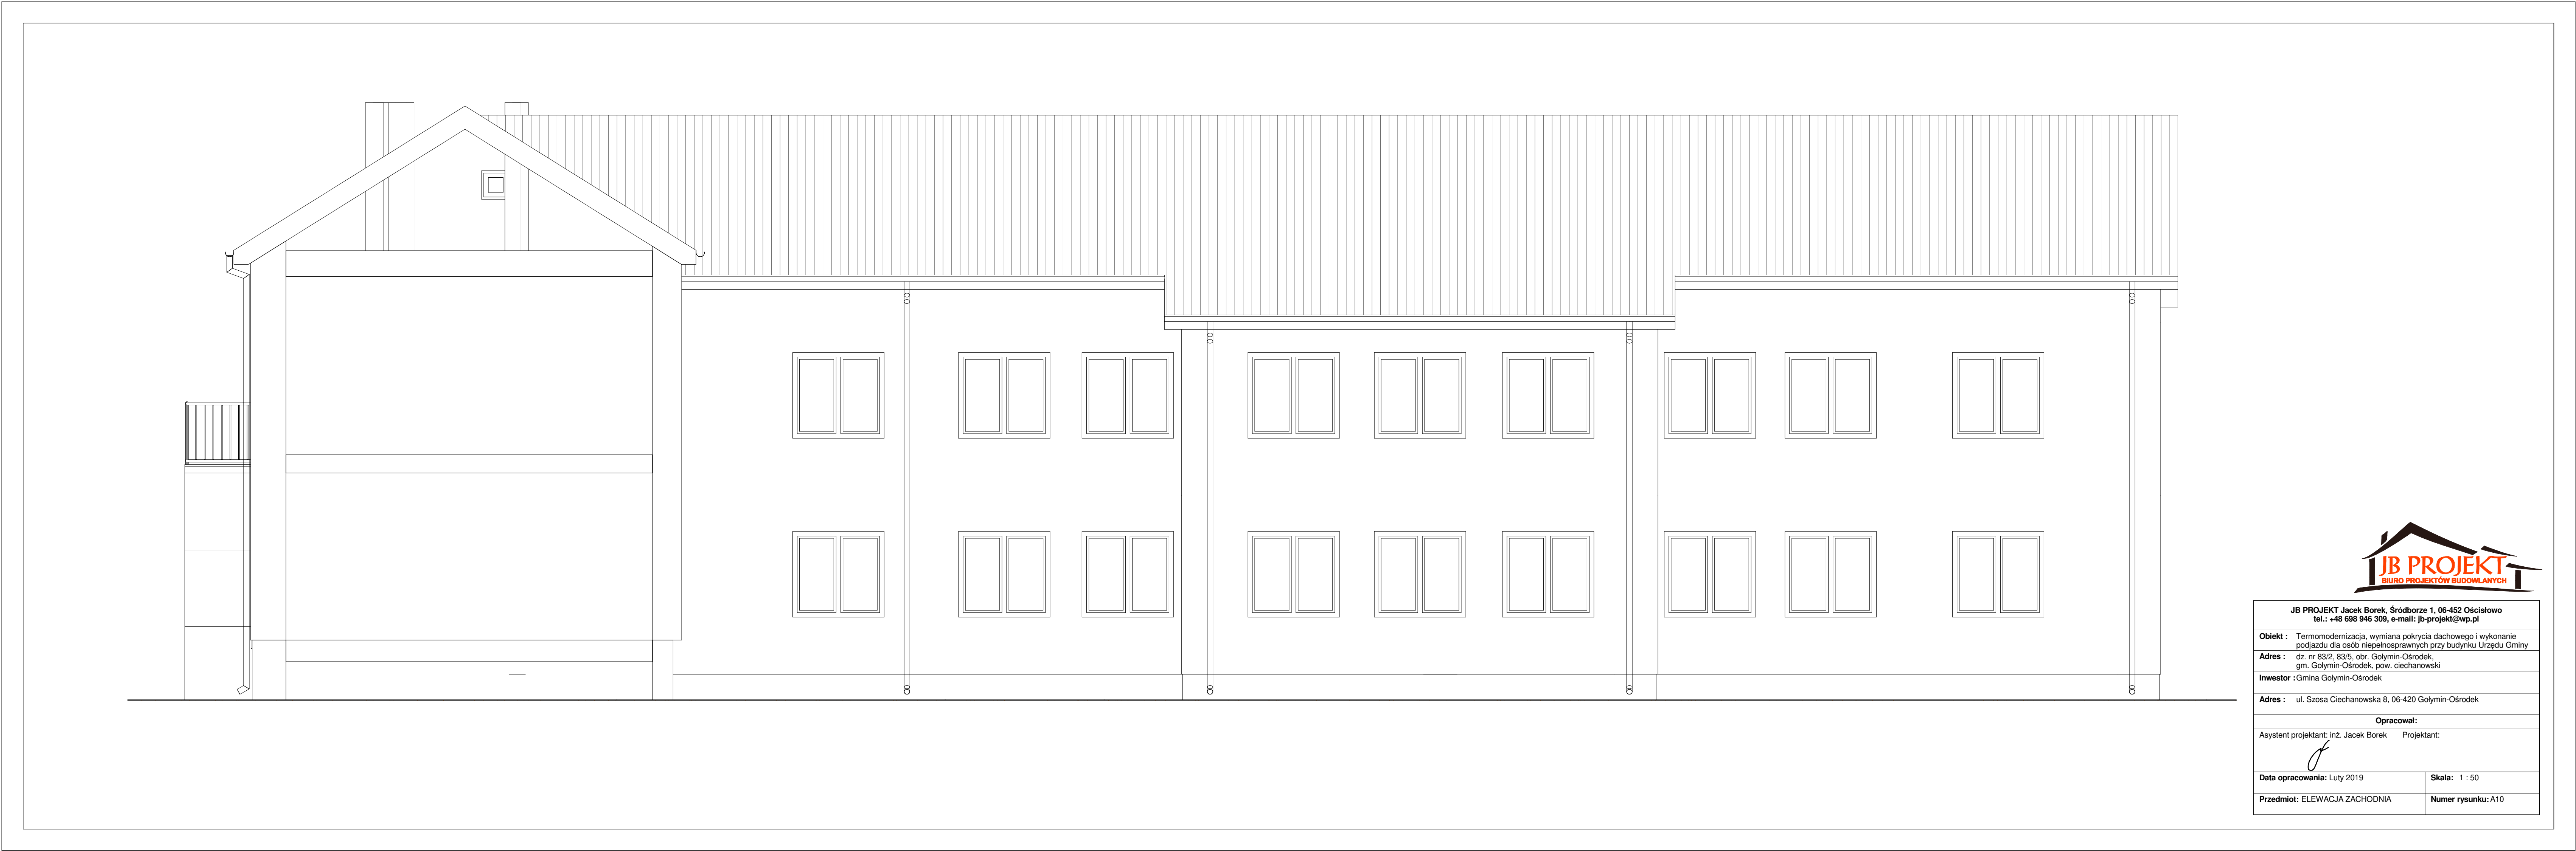 JB PROJEKT
BIURO PROJEKTÓW BUDOWLANYCH
JB PROJEKT Jacek Borek, Śródborze 1, 06-452 Ościsłowo
tel.: +48 698 946 309, e-mail: jb-projekt@wp.pl
Obiekt : Termomodernizacja, wymiana pokrycia dachowego i wykonanie
podjazdu dla osób niepełnosprawnych przy budynku Urzędu Gminy
Adres : dz. nr 83/2, 83/5, obr. Gołymin-Ośrodek,
gm. Gołymin-Ośrodek, pow. ciechanowski
Inwestor : Gmina Gołymin-Ośrodek
Adres : ul. Szosa Ciechanowska 8, 06-420 Gołymin-Ośrodek
Opracował:
Asystent projektant: inż. Jacek Borek Projektant:
Data opracowania: Luty 2019 Skala: 1 : 50
Przedmiot: ELEWACJA ZACHODNIA Numer rysunku: A10